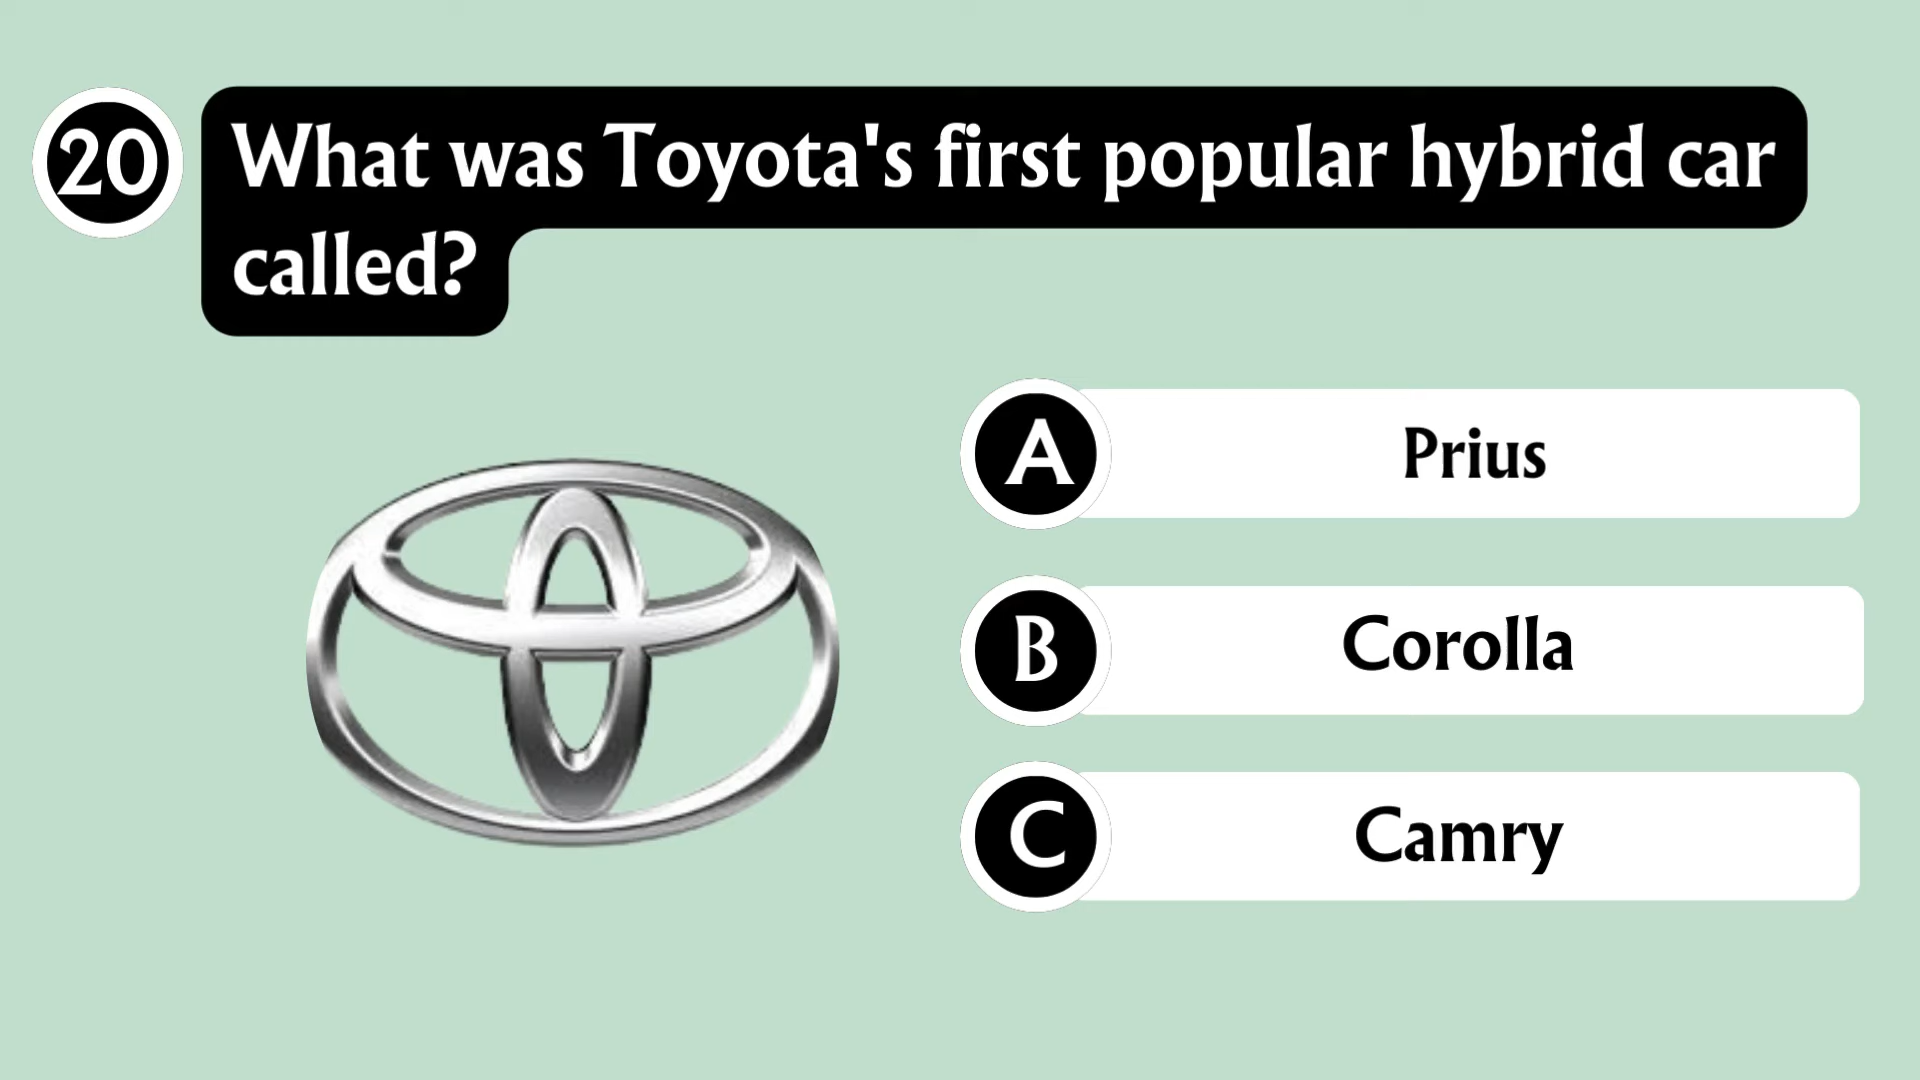 20
What was Toyota's first popular hybrid car
called?
A Prius
B Corolla
C Camry